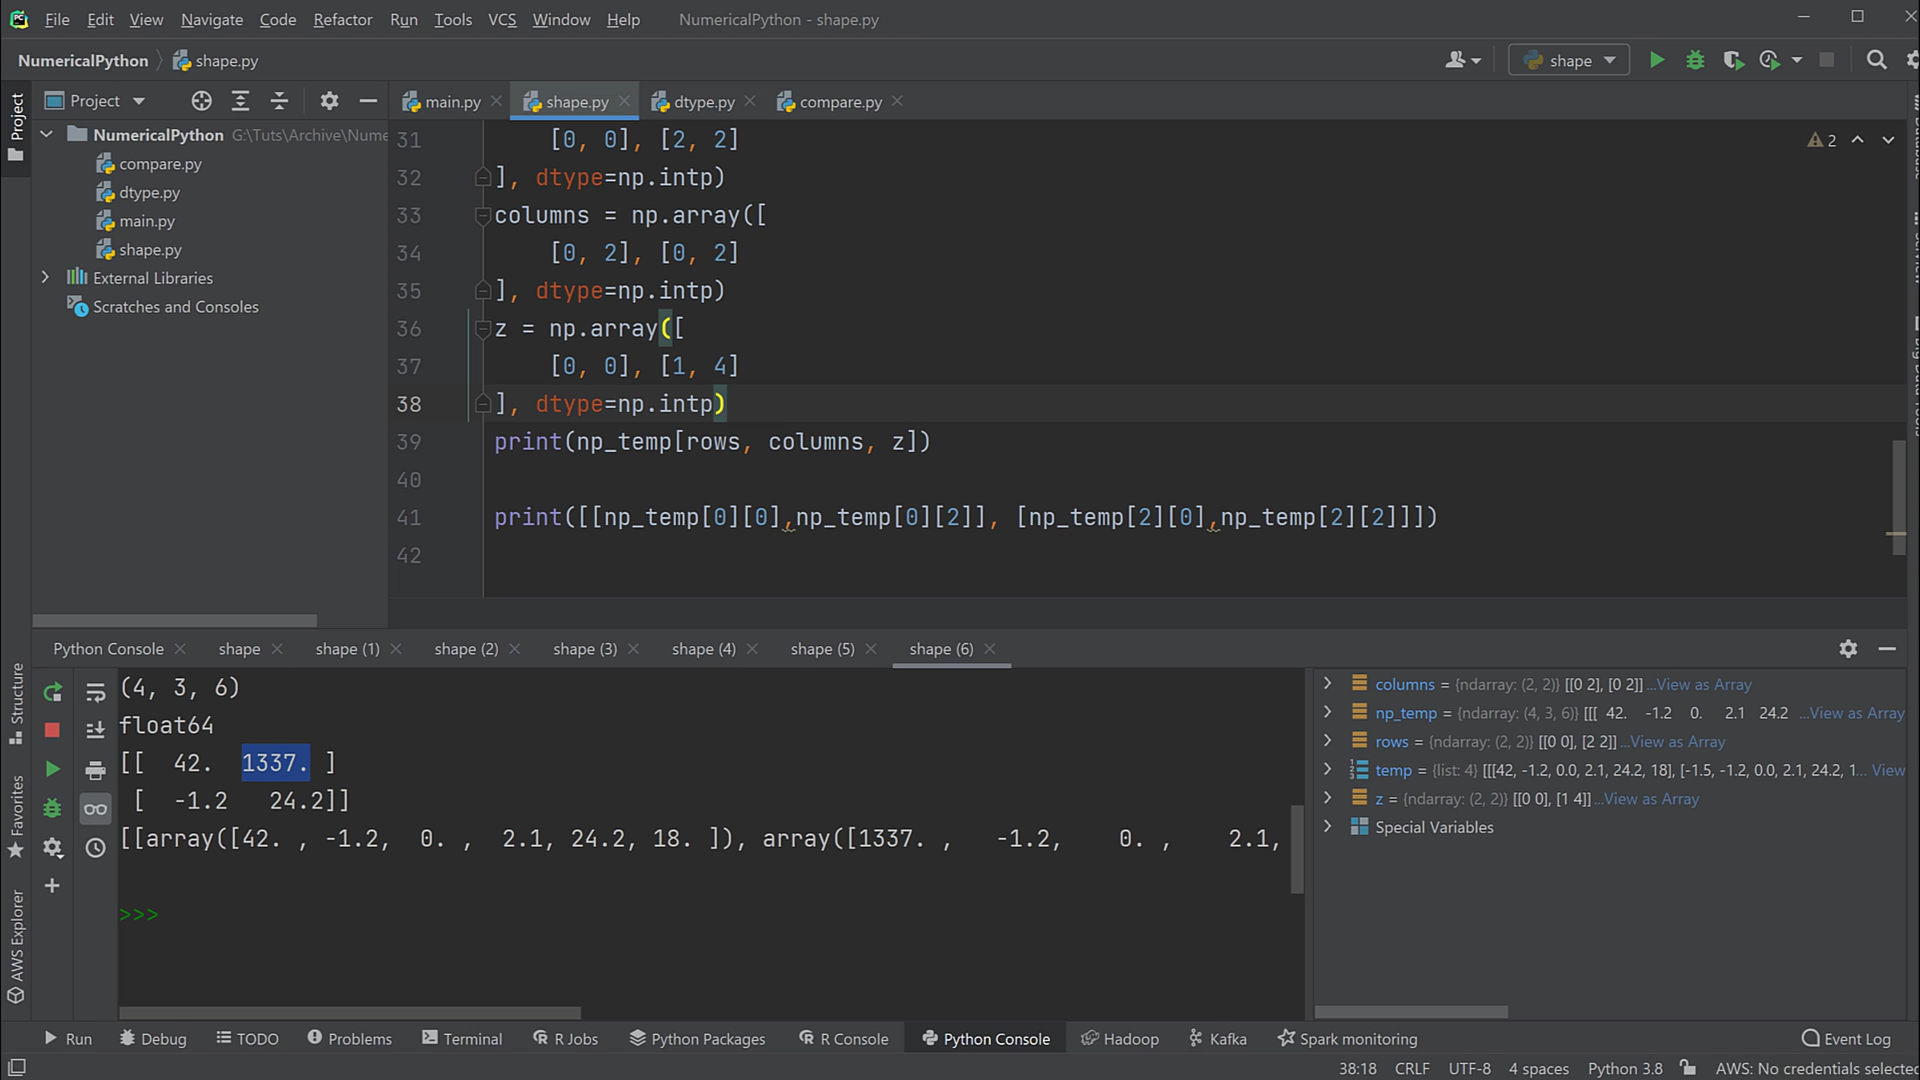 File Edit View Navigate Code Refactor Run Tools VCS Window Help NumericalPython - shape.py
NumericalPython shape.py shape
Project
Project
main.py shape.py dtype.py compare.py
NumericalPython G:\Tuts\Archive\Nume
compare.py
dtype.py
main.py
shape.py
External Libraries
Scratches and Consoles
2
31 [0, 0], [2, 2]
32 ], dtype=np.intp)
33 columns = np.array([
34 [0, 2], [0, 2]
35 ], dtype=np.intp)
36 z = np.array([
37 [0, 0], [1, 4]
38 ], dtype=np.intp)
39 print(np_temp[rows, columns, z])
40
41 print([[np_temp[0][0],np_temp[0][2]], [np_temp[2][0],np_temp[2][2]]])
42
Structure
Favorites
AWS Explorer
Python Console shape shape (1) shape (2) shape (3) shape (4) shape (5) shape (6)
(4, 3, 6)
float64
[[ 42. 1337. ]
[ -1.2 24.2]]
[[array([42. , -1.2, 0. , 2.1, 24.2, 18. ]), array([1337. , -1.2, 0. , 2.1,
>>>
columns = {ndarray: (2, 2)} [[0 2], [0 2]] ...View as Array
np_temp = {ndarray: (4, 3, 6)} [[[ 42. -1.2 0. 2.1 24.2 ...View as Array
rows = {ndarray: (2, 2)} [[0 0], [2 2]] ...View as Array
temp = {list: 4} [[[42, -1.2, 0.0, 2.1, 24.2, 18], [-1.5, -1.2, 0.0, 2.1, 24.2, 1... View
z = {ndarray: (2, 2)} [[0 0], [1 4]] ...View as Array
Special Variables
Run Debug TODO Problems Terminal R Jobs Python Packages R Console Python Console Hadoop Kafka Spark monitoring Event Log
38:18 CRLF UTF-8 4 spaces Python 3.8 AWS: No credentials selected